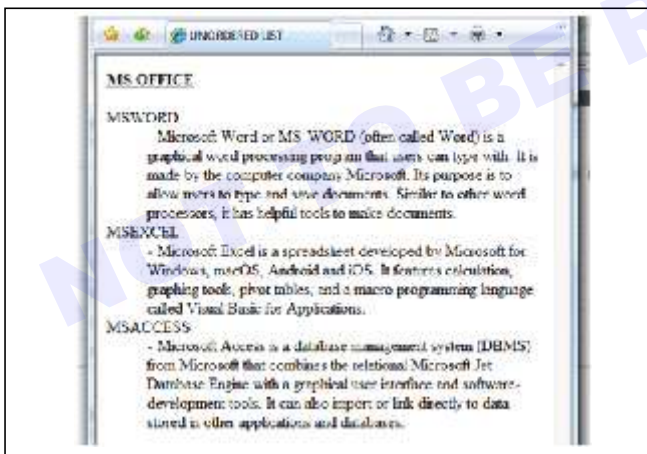 UNORDERED LIST
MS OFFICE
MSWORD
Microsoft Word or MS WORD (often called Word) is a
graphical word processing program that users can type with. It is
made by the computer company Microsoft. Its purpose is to
allow users to type and save documents. Similar to other word
processors, it has helpful tools to make documents.
MSEXCEL
- Microsoft Excel is a spreadsheet developed by Microsoft for
Windows, macOS, Android and iOS. It features calculation,
graphing tools, pivot tables, and a macro programming language
called Visual Basic for Applications.
MSACCESS
- Microsoft Access is a database management system (DBMS)
from Microsoft that combines the relational Microsoft Jet
Database Engine with a graphical user interface and software-
development tools. It can also import or link directly to data
stored in other applications and databases.
NOT TO BE R